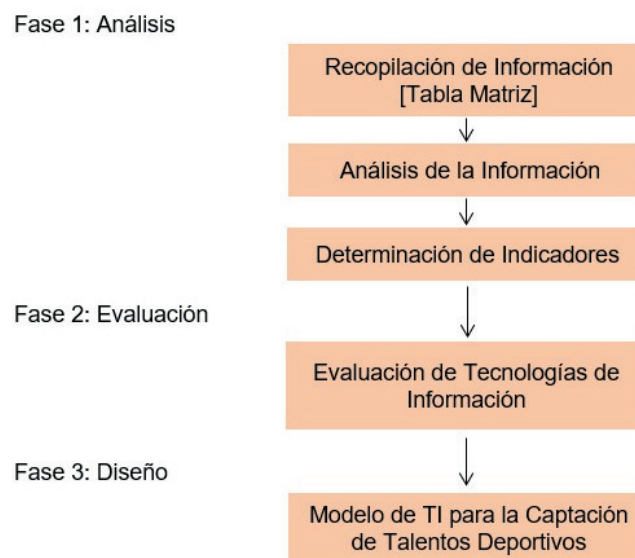 Fase 1: Análisis
Recopilación de Información
[Tabla Matriz]
Análisis de la Información
Determinación de Indicadores
Fase 2: Evaluación
Evaluación de Tecnologías de
Información
Fase 3: Diseño
Modelo de TI para la Captación
de Talentos Deportivos